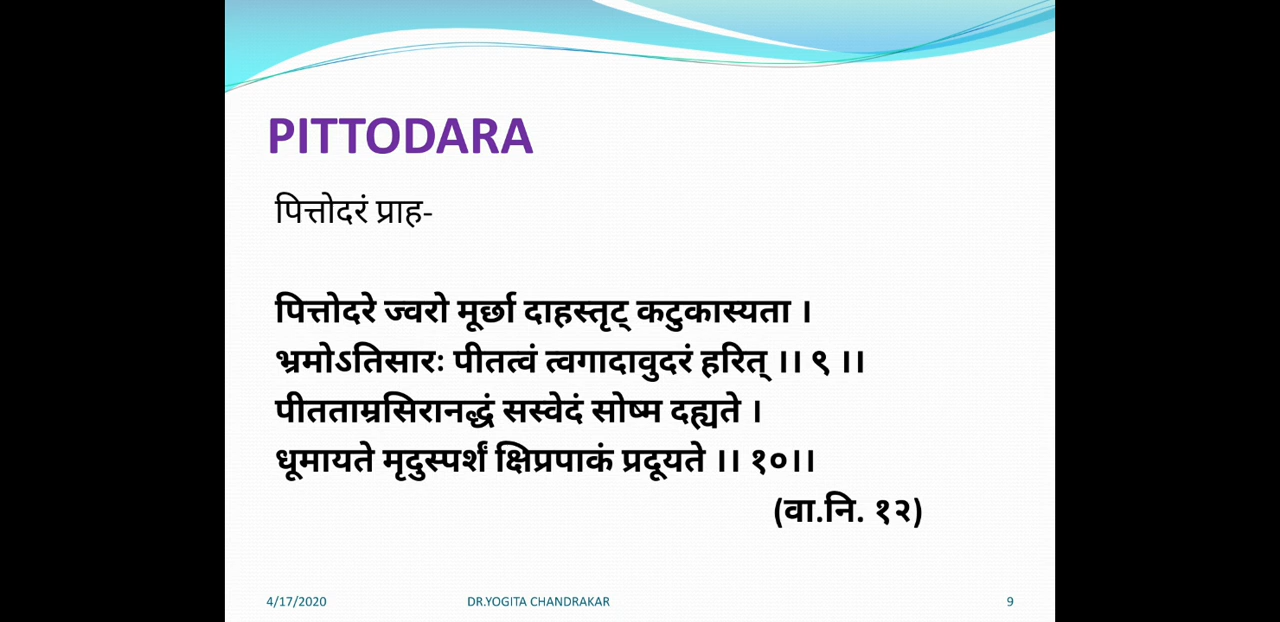 PITTODARA
पित्तोदरं प्राह-
पित्तोदरे ज्वरो मूर्छा दाहस्तृट् कटुकास्यता ।
भ्रमोऽतिसारः पीतत्वं त्वगादावुदरं हरित् ।। ९ ।।
पीतताम्रसिरानद्धं सस्वेदं सोष्म दह्यते ।
धूमायते मृदुस्पर्शं क्षिप्रपाकं प्रदूयते ।। १०।।
(वा.नि. १२)
4/17/2020 DR.YOGITA CHANDRAKAR 9